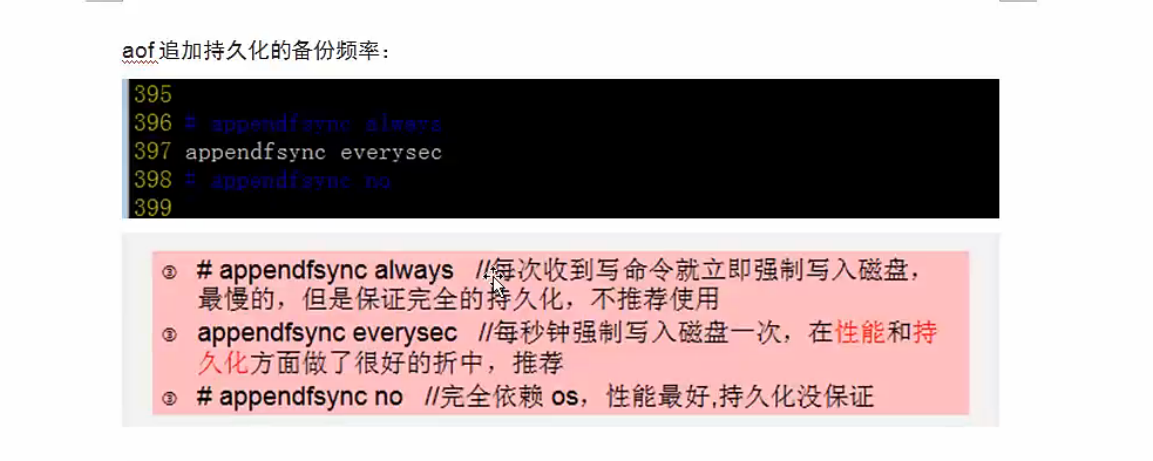 aof 追加持久化的备份频率：
395
396 # appendfsync always
397 appendfsync everysec
398 # appendfsync no
399
③ # appendfsync always //每次收到写命令就立即强制写入磁盘，
最慢的，但是保证完全的持久化，不推荐使用
③ appendfsync everysec //每秒钟强制写入磁盘一次，在性能和持
久化方面做了很好的折中，推荐
③ # appendfsync no //完全依赖 os，性能最好,持久化没保证